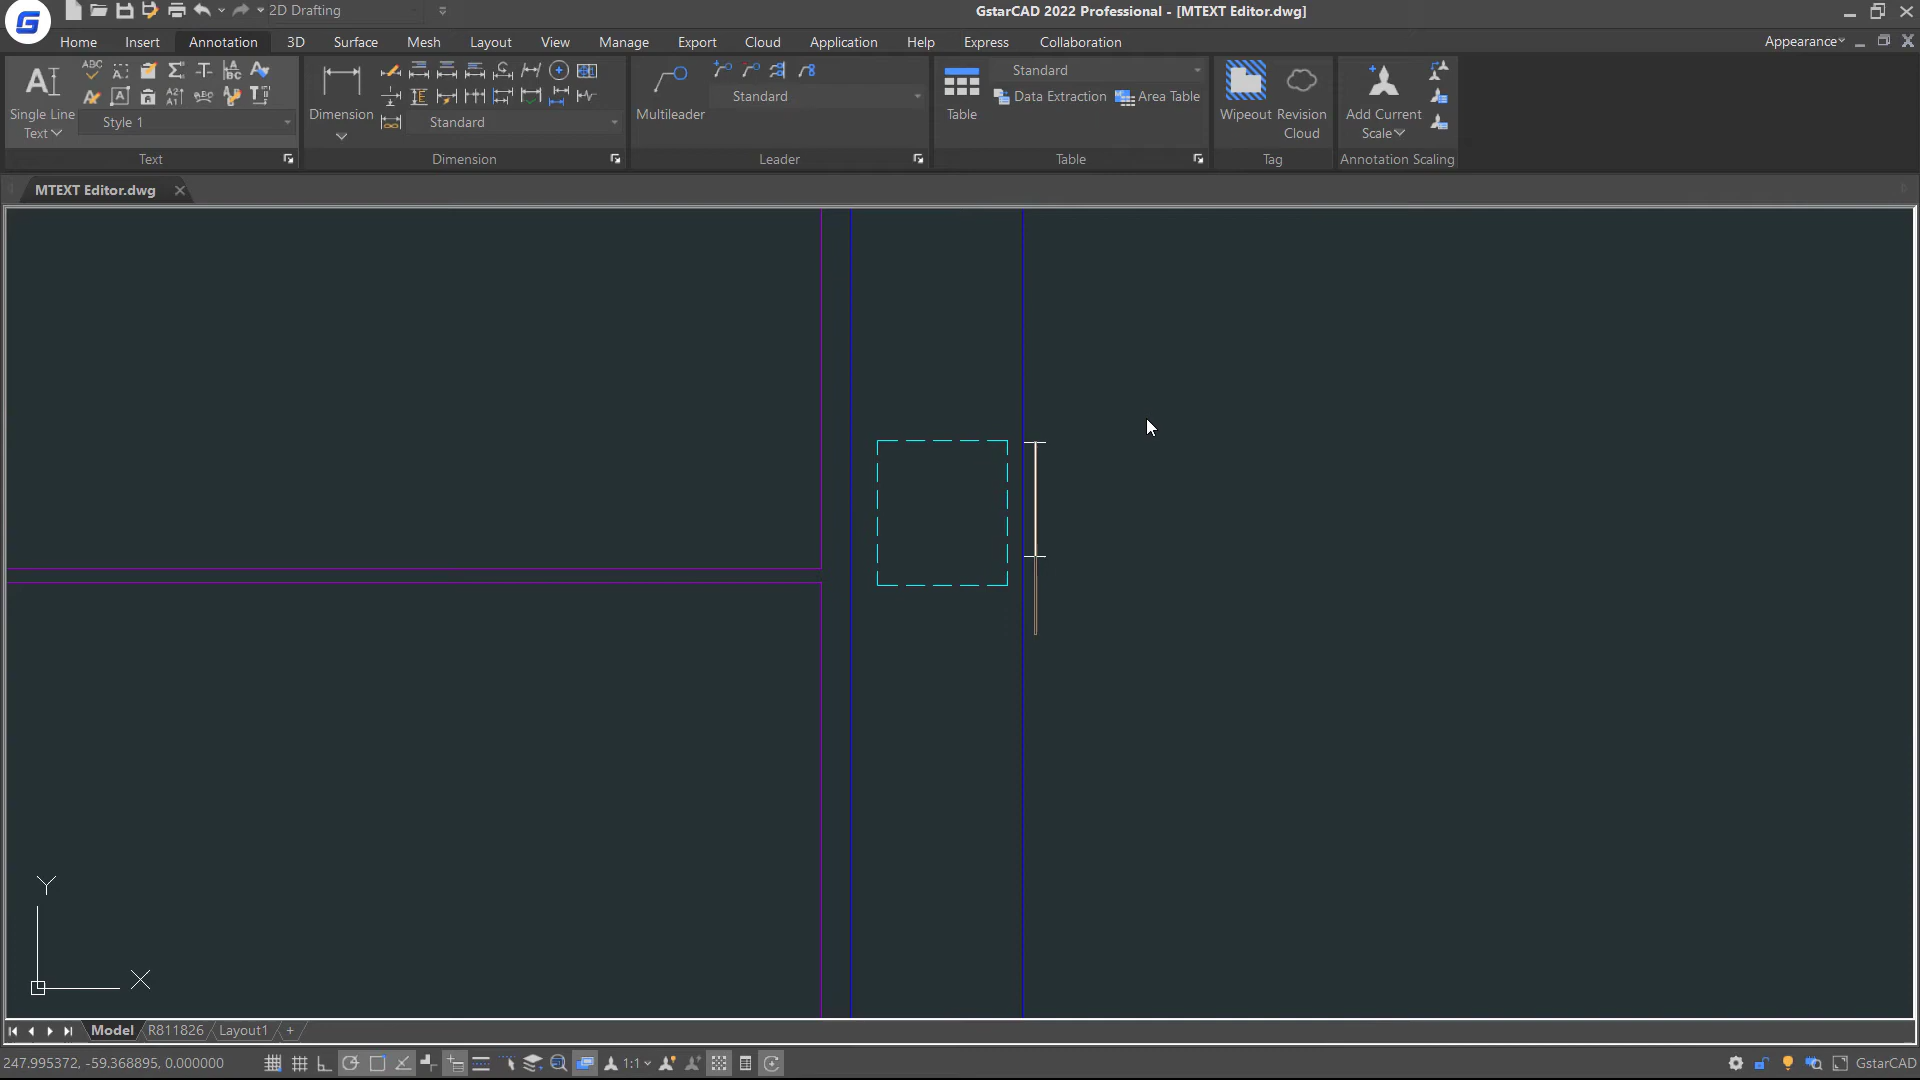 2D Drafting
GstarCAD 2022 Professional - [MTEXT Editor.dwg]
Home Insert Annotation 3D Surface Mesh Layout View Manage Export Cloud Application Help Express Collaboration
Appearance
Single Line
Text
Style 1
Text
Dimension
Standard
Dimension
Multileader
Standard
Leader
Table
Standard
Data Extraction Area Table
Table
Wipeout Revision
Cloud
Tag
Add Current
Scale
Annotation Scaling
MTEXT Editor.dwg
Y
X
Model R811826 Layout1 +
247.995372, -59.368895, 0.000000
1:1
GstarCAD